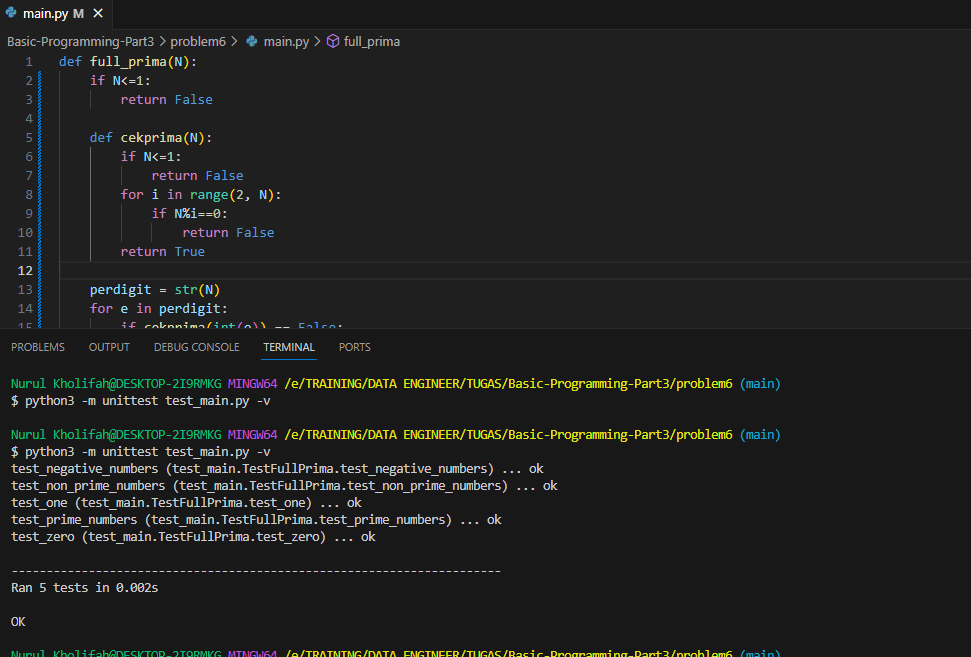 main.py M ×
Basic-Programming-Part3 > problem6 > main.py > full_prima
1 def full_prima(N):
2 if N<=1:
3 return False
4
5 def cekprima(N):
6 if N<=1:
7 return False
8 for i in range(2, N):
9 if N%i==0:
10 return False
11 return True
12
13 perdigit = str(N)
14 for e in perdigit:
15 if cekprima(int(e)) == False:
PROBLEMS OUTPUT DEBUG CONSOLE TERMINAL PORTS
Nurul Kholifah@DESKTOP-2I9RMKG MINGW64 /e/TRAINING/DATA ENGINEER/TUGAS/Basic-Programming-Part3/problem6 (main)
$ python3 -m unittest test_main.py -v
Nurul Kholifah@DESKTOP-2I9RMKG MINGW64 /e/TRAINING/DATA ENGINEER/TUGAS/Basic-Programming-Part3/problem6 (main)
$ python3 -m unittest test_main.py -v
test_negative_numbers (test_main.TestFullPrima.test_negative_numbers) ... ok
test_non_prime_numbers (test_main.TestFullPrima.test_non_prime_numbers) ... ok
test_one (test_main.TestFullPrima.test_one) ... ok
test_prime_numbers (test_main.TestFullPrima.test_prime_numbers) ... ok
test_zero (test_main.TestFullPrima.test_zero) ... ok
----------------------------------------------------------------------
Ran 5 tests in 0.002s
OK
Nurul Kholifah@DESKTOP-2I9RMKG MINGW64 /e/TRAINING/DATA ENGINEER/TUGAS/Basic-Programming-Part3/problem6 (main)